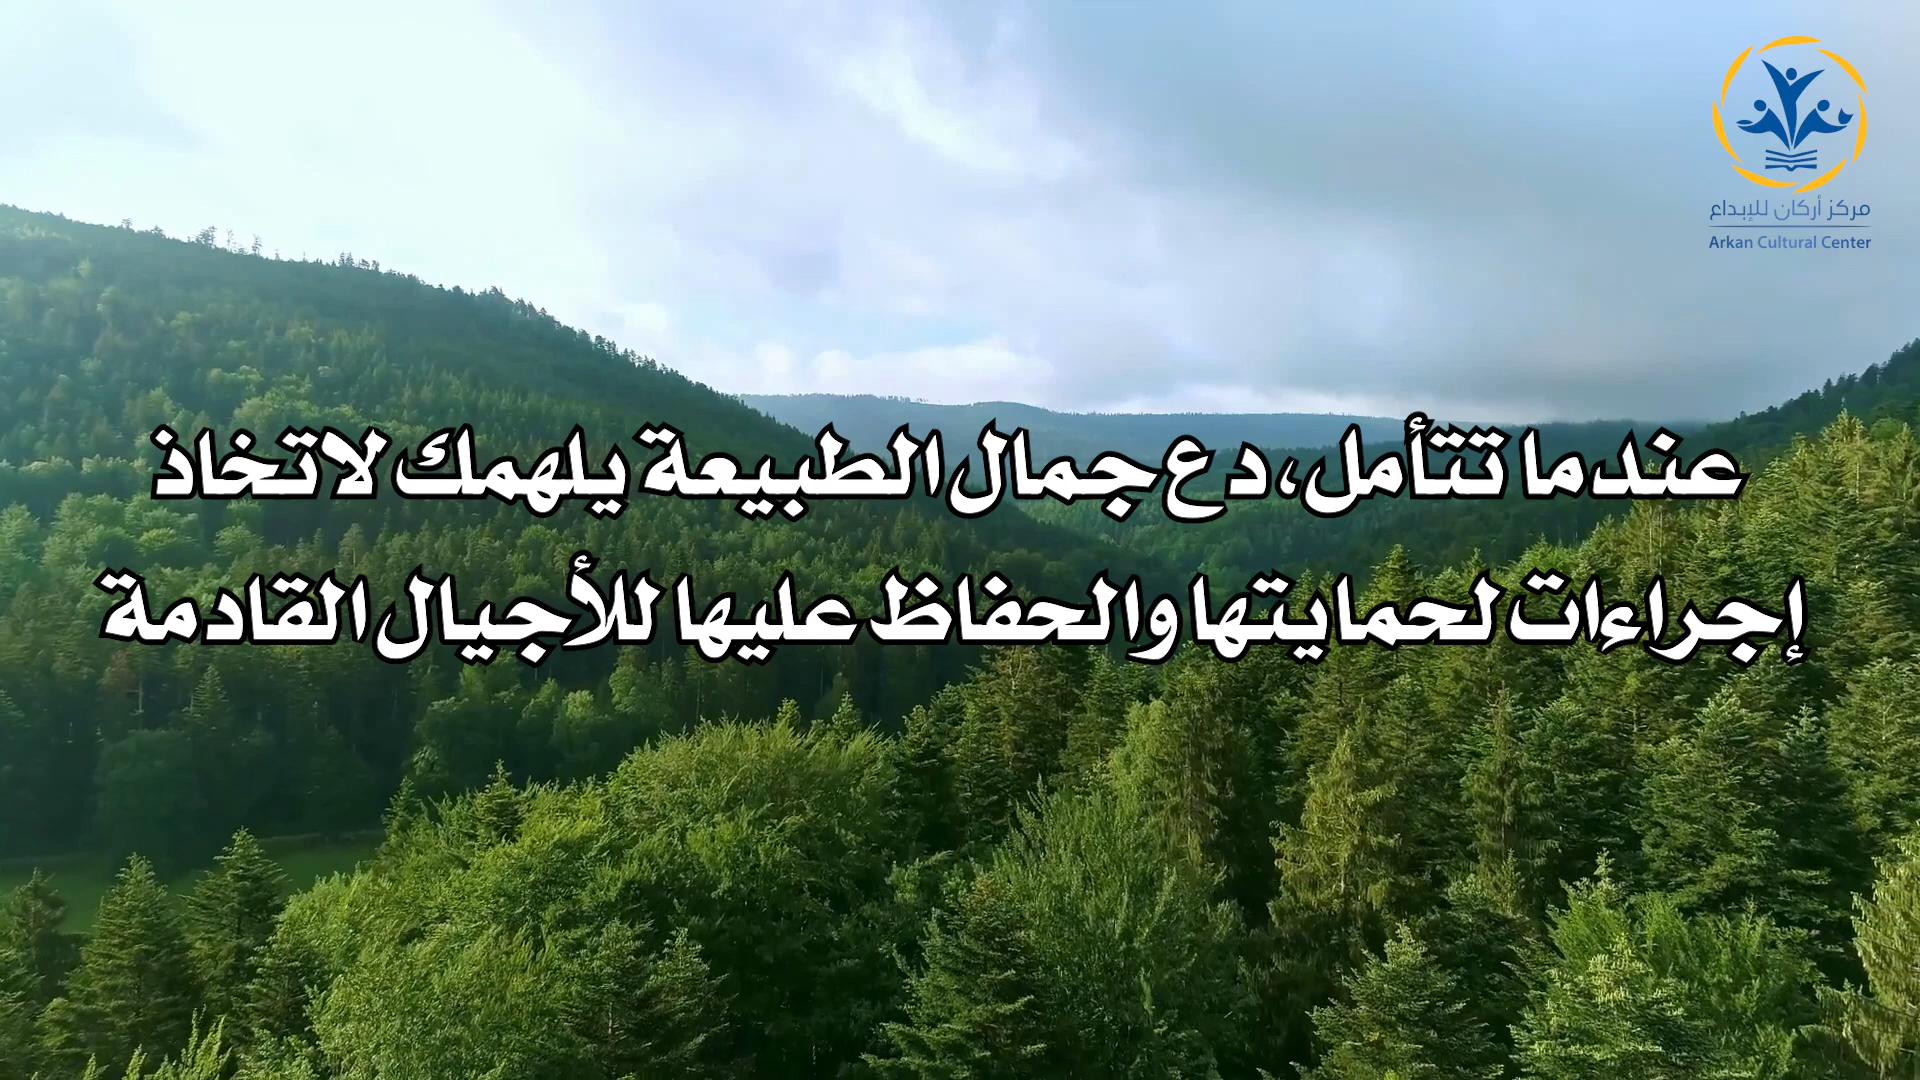 مركز أركان للإبداع
Arkan Cultural Center
عندما تتأمل، دع جمال الطبيعة يلهمك لاتخاذ
إجراءات لحمايتها والحفاظ عليها للأجيال القادمة